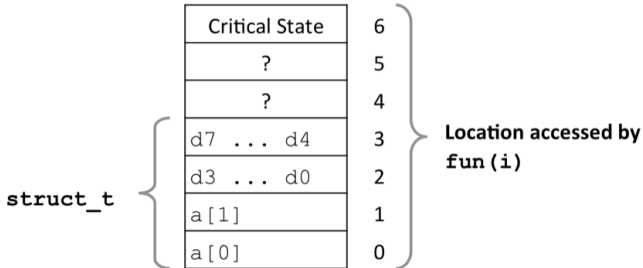 Critical State 6
? 5
? 4
d7 ... d4 3
d3 ... d0 2
a[1] 1
a[0] 0
struct_t
Location accessed by
fun(i)